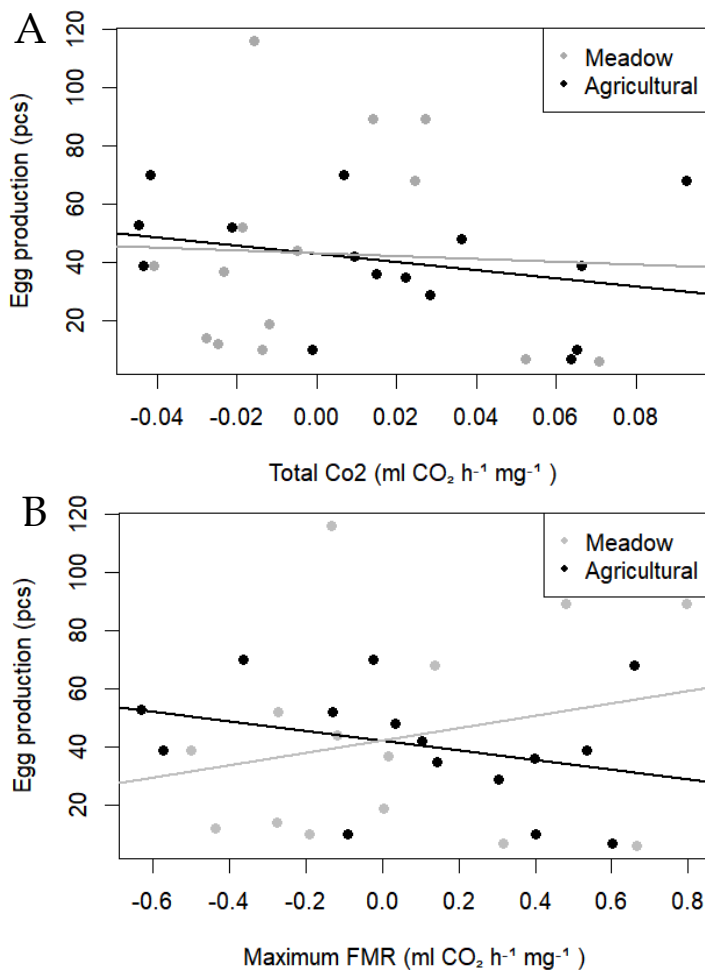 A
Egg production (pcs)
120
100
80
60
40
20
Meadow
Agricultural
-0.04 -0.02 0.00 0.02 0.04 0.06 0.08
Total Co2 (ml CO₂ h⁻¹ mg⁻¹ )
B
Egg production (pcs)
120
100
80
60
40
20
Meadow
Agricultural
-0.6 -0.4 -0.2 0.0 0.2 0.4 0.6 0.8
Maximum FMR (ml CO₂ h⁻¹ mg⁻¹ )